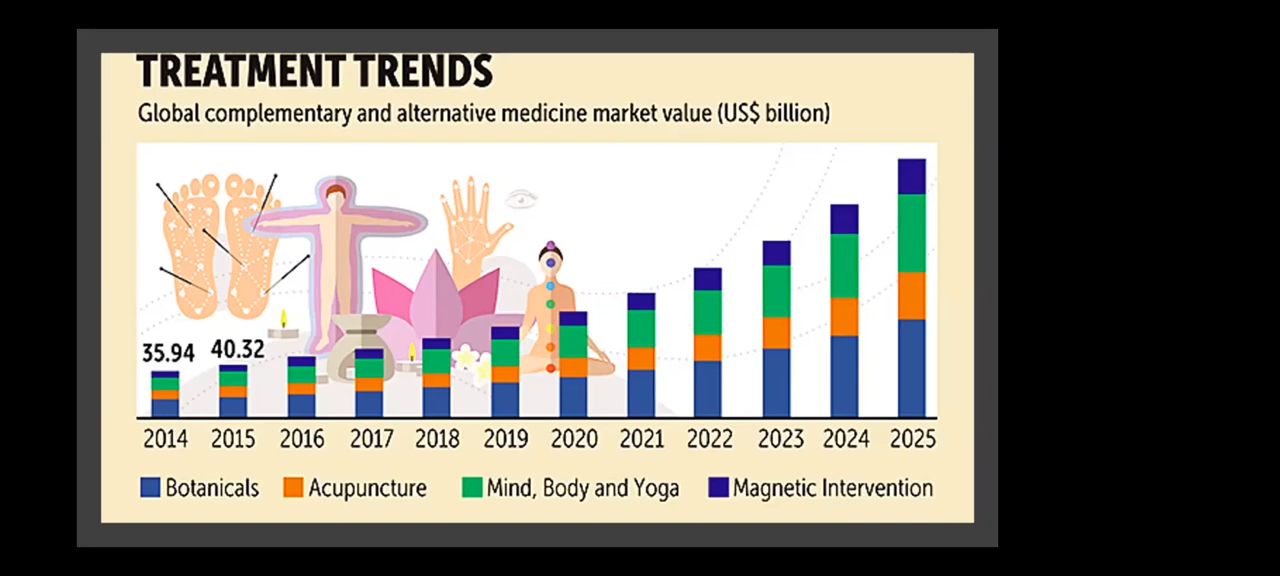 TREATMENT TRENDS
Global complementary and alternative medicine market value (US$ billion)
35.94 40.32
2014 2015 2016 2017 2018 2019 2020 2021 2022 2023 2024 2025
Botanicals Acupuncture Mind, Body and Yoga Magnetic Intervention